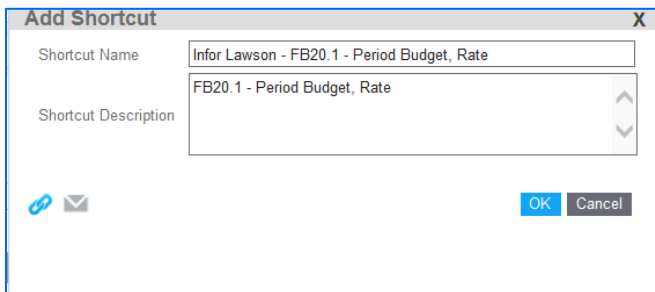 Add Shortcut X
Shortcut Name Infor Lawson - FB20.1 - Period Budget, Rate
Shortcut Description FB20.1 - Period Budget, Rate
OK Cancel